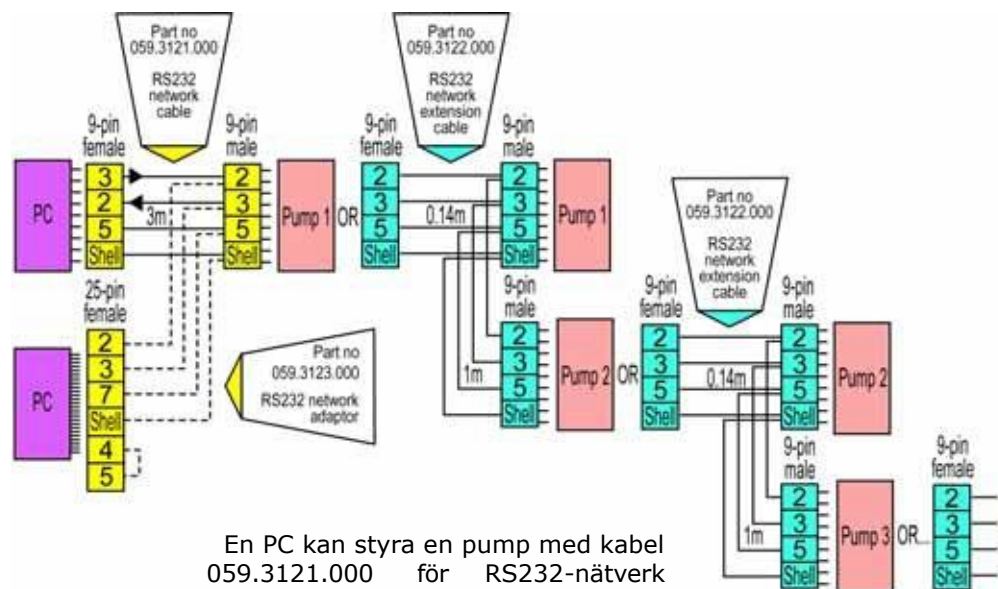 Part no
059.3121.000
RS232
network
cable
Part no
059.3122.000
RS232
network
extension
cable
9-pin
female
9-pin
male
9-pin
female
9-pin
male
PC
3
2
5
Shell
3m
2
3
5
Shell
Pump 1
OR
2
3
5
Shell
0.14m
2
3
5
Shell
Pump 1
Part no
059.3122.000
RS232
network
extension
cable
25-pin
female
PC
2
3
7
Shell
4
5
Part no
059.3123.000
RS232 network
adaptor
9-pin
male
1m
2
3
5
Shell
Pump 2
OR
9-pin
female
2
3
5
Shell
0.14m
9-pin
male
2
3
5
Shell
Pump 2
9-pin
male
1m
2
3
5
Shell
Pump 3
OR...
9-pin
female
2
3
5
Shell
En PC kan styra en pump med kabel
059.3121.000 för RS232-nätverk